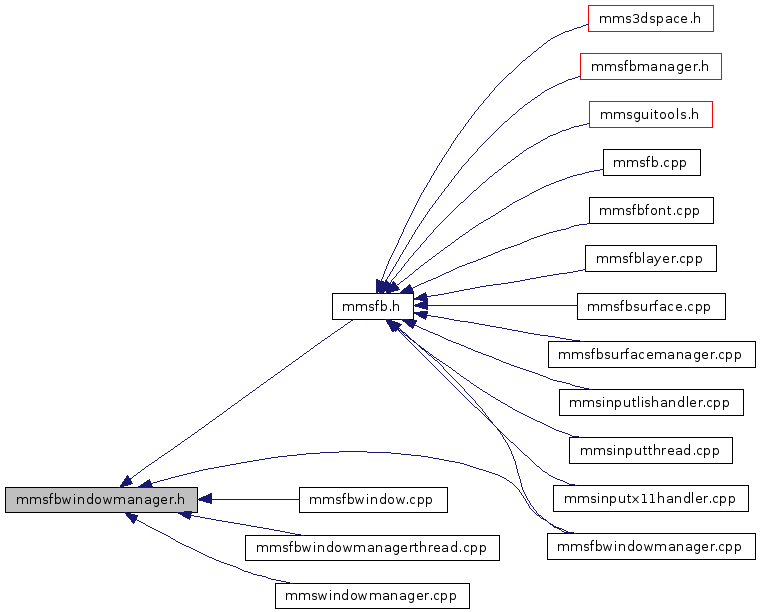 mms3dspace.h
mmsfbmanager.h
mmsguitools.h
mmsfb.cpp
mmsfbfont.cpp
mmsfblayer.cpp
mmsfb.h
mmsfbsurface.cpp
mmsfbsurfacemanager.cpp
mmsinputlishandler.cpp
mmsinputthread.cpp
mmsfbwindowmanager.h
mmsfbwindow.cpp
mmsinputx11handler.cpp
mmsfbwindowmanagerthread.cpp
mmsfbwindowmanager.cpp
mmswindowmanager.cpp